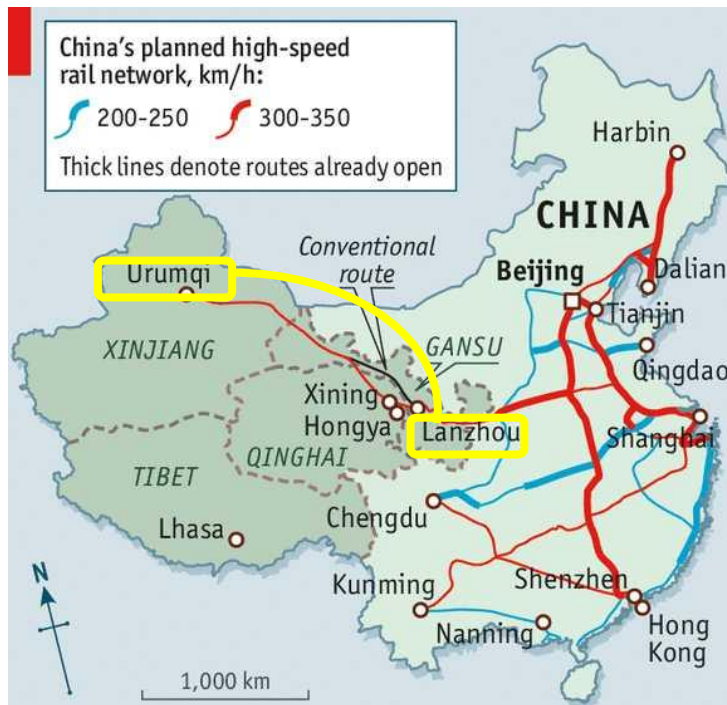 China's planned high-speed
rail network, km/h:
200-250 300-350
Thick lines denote routes already open
Harbin
CHINA
Conventional
route
Urumqi
Beijing
Dalian
Tianjin
XINJIANG
GANSU
Qingdao
Xining
Hongya
Lanzhou
Shanghai
QINGHAI
TIBET
Chengdu
Lhasa
Kunming
Shenzhen
N
Nanning
Hong
Kong
1,000 km